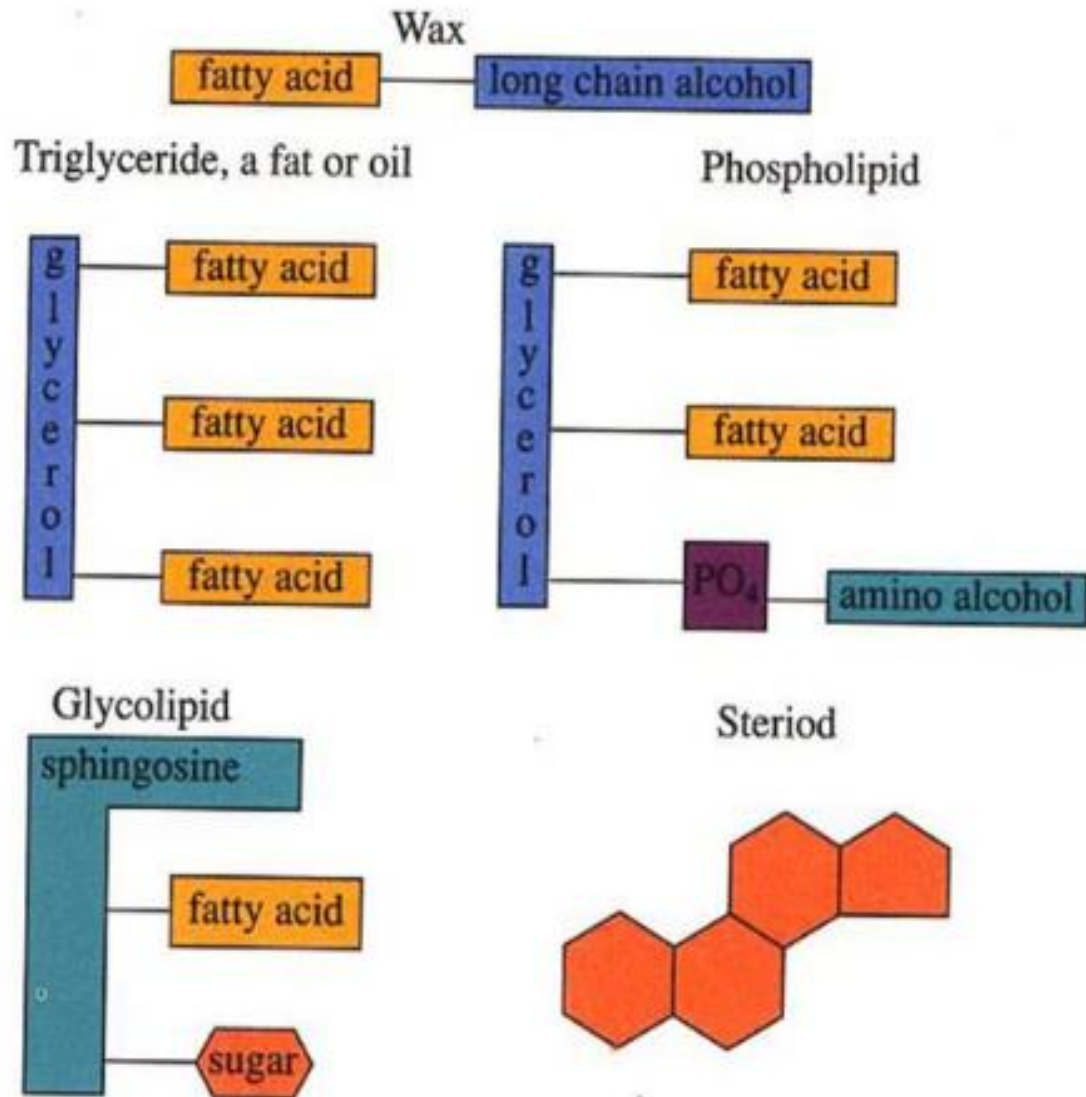 Wax
fatty acid
long chain alcohol
Triglyceride, a fat or oil
glycerol
fatty acid
fatty acid
fatty acid
Phospholipid
glycerol
fatty acid
fatty acid
PO₄
amino alcohol
Glycolipid
sphingosine
fatty acid
sugar
Steriod